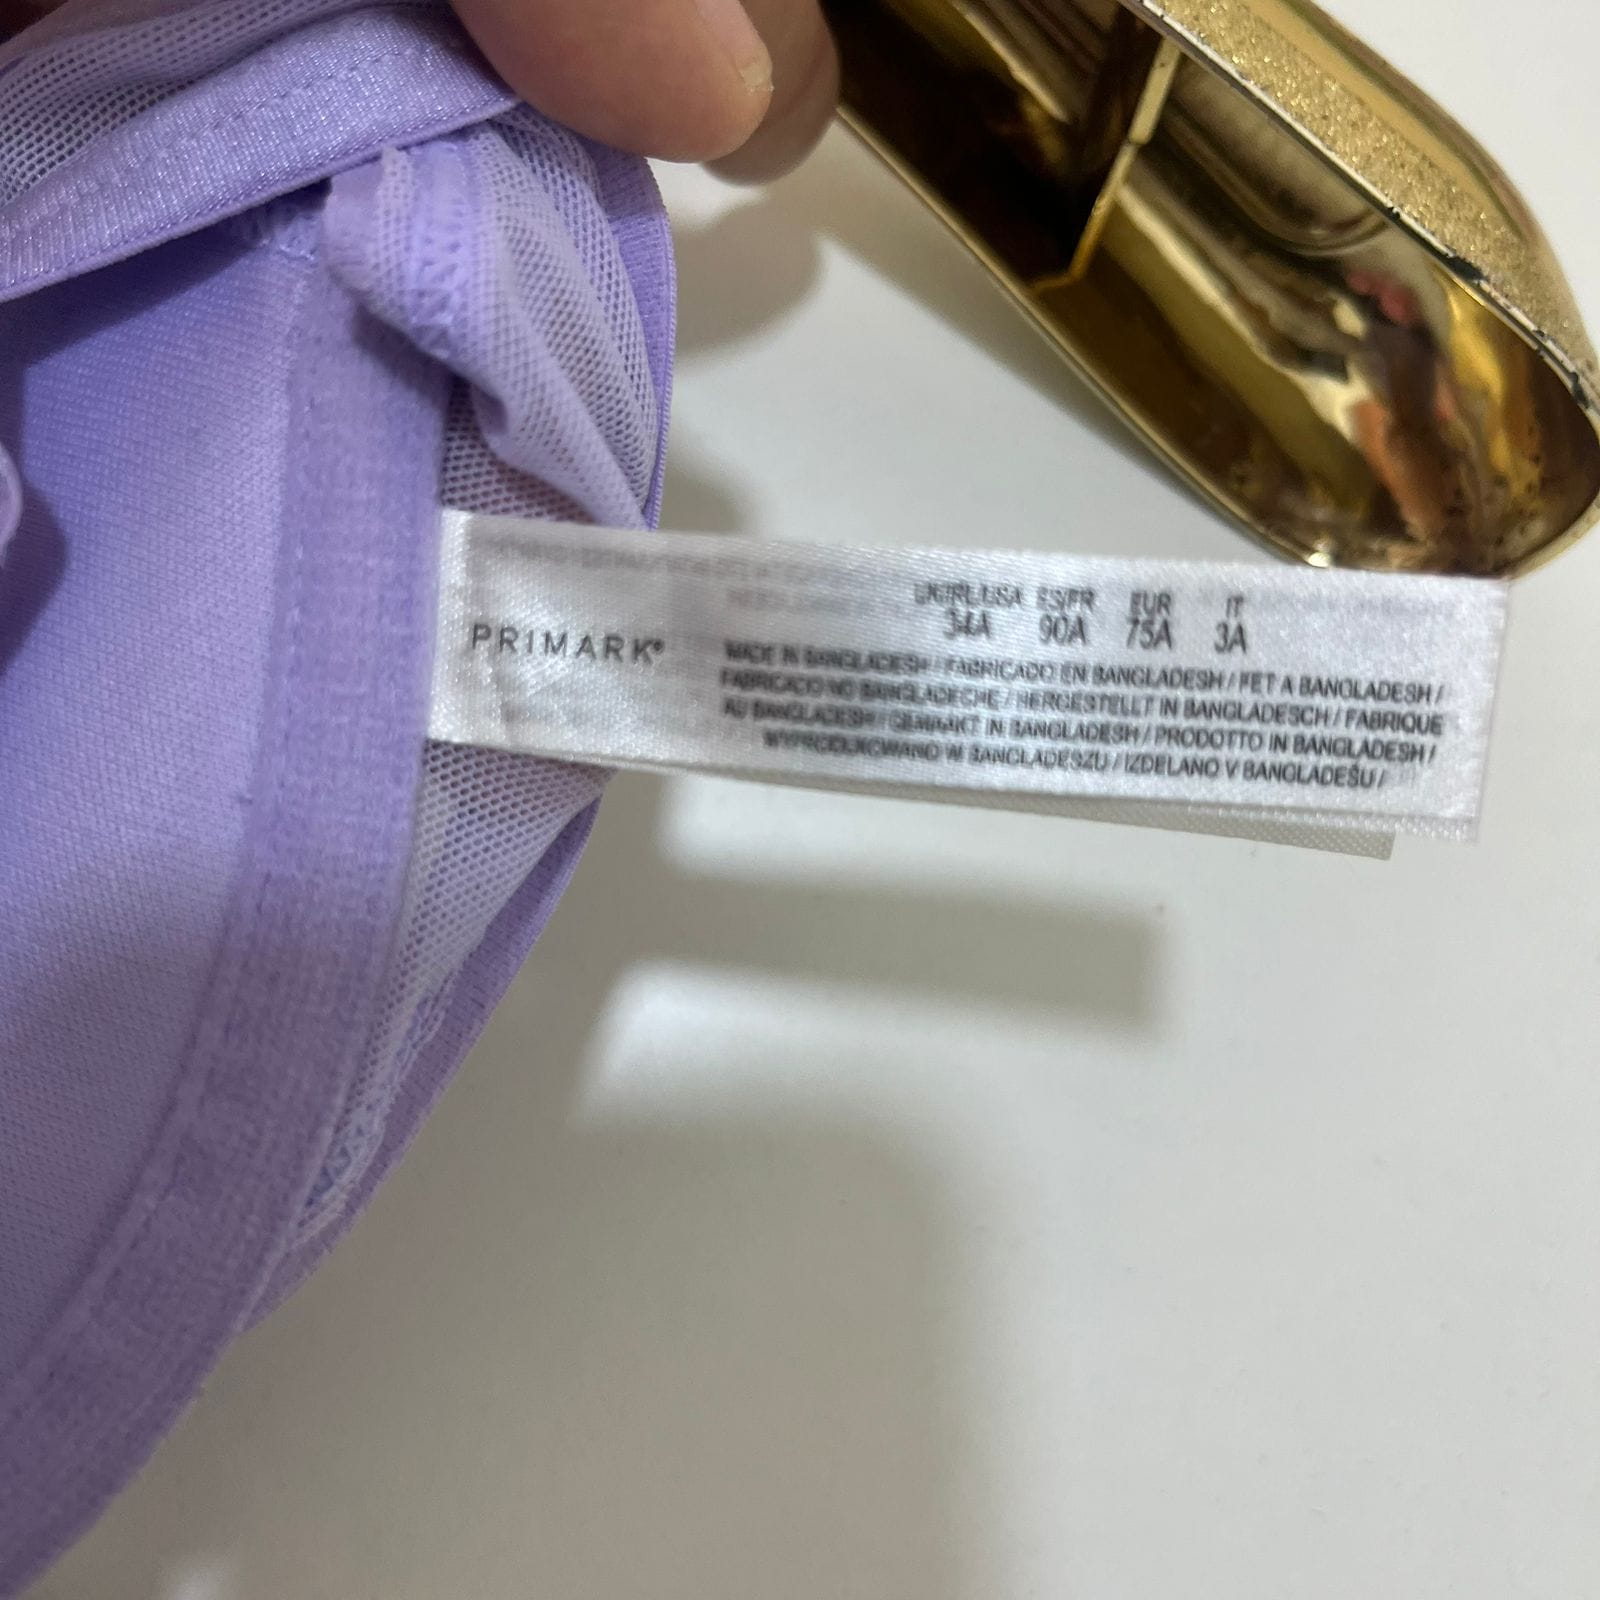 PRIMARK®
UK/IRL/USA ES/FR EUR IT
34A 90A 75A 3A
MADE IN BANGLADESH / FABRICADO EN BANGLADESH / FET A BANGLADESH /
FABRICADO NO BANGLADECHE / HERGESTELLT IN BANGLADESCH / FABRIQUE
AU BANGLADESH / GEMAAKT IN BANGLADESH / PRODOTTO IN BANGLADESH /
WYPRODUKOWANO W BANGLADESZU / IZDELANO V BANGLADEŠU /